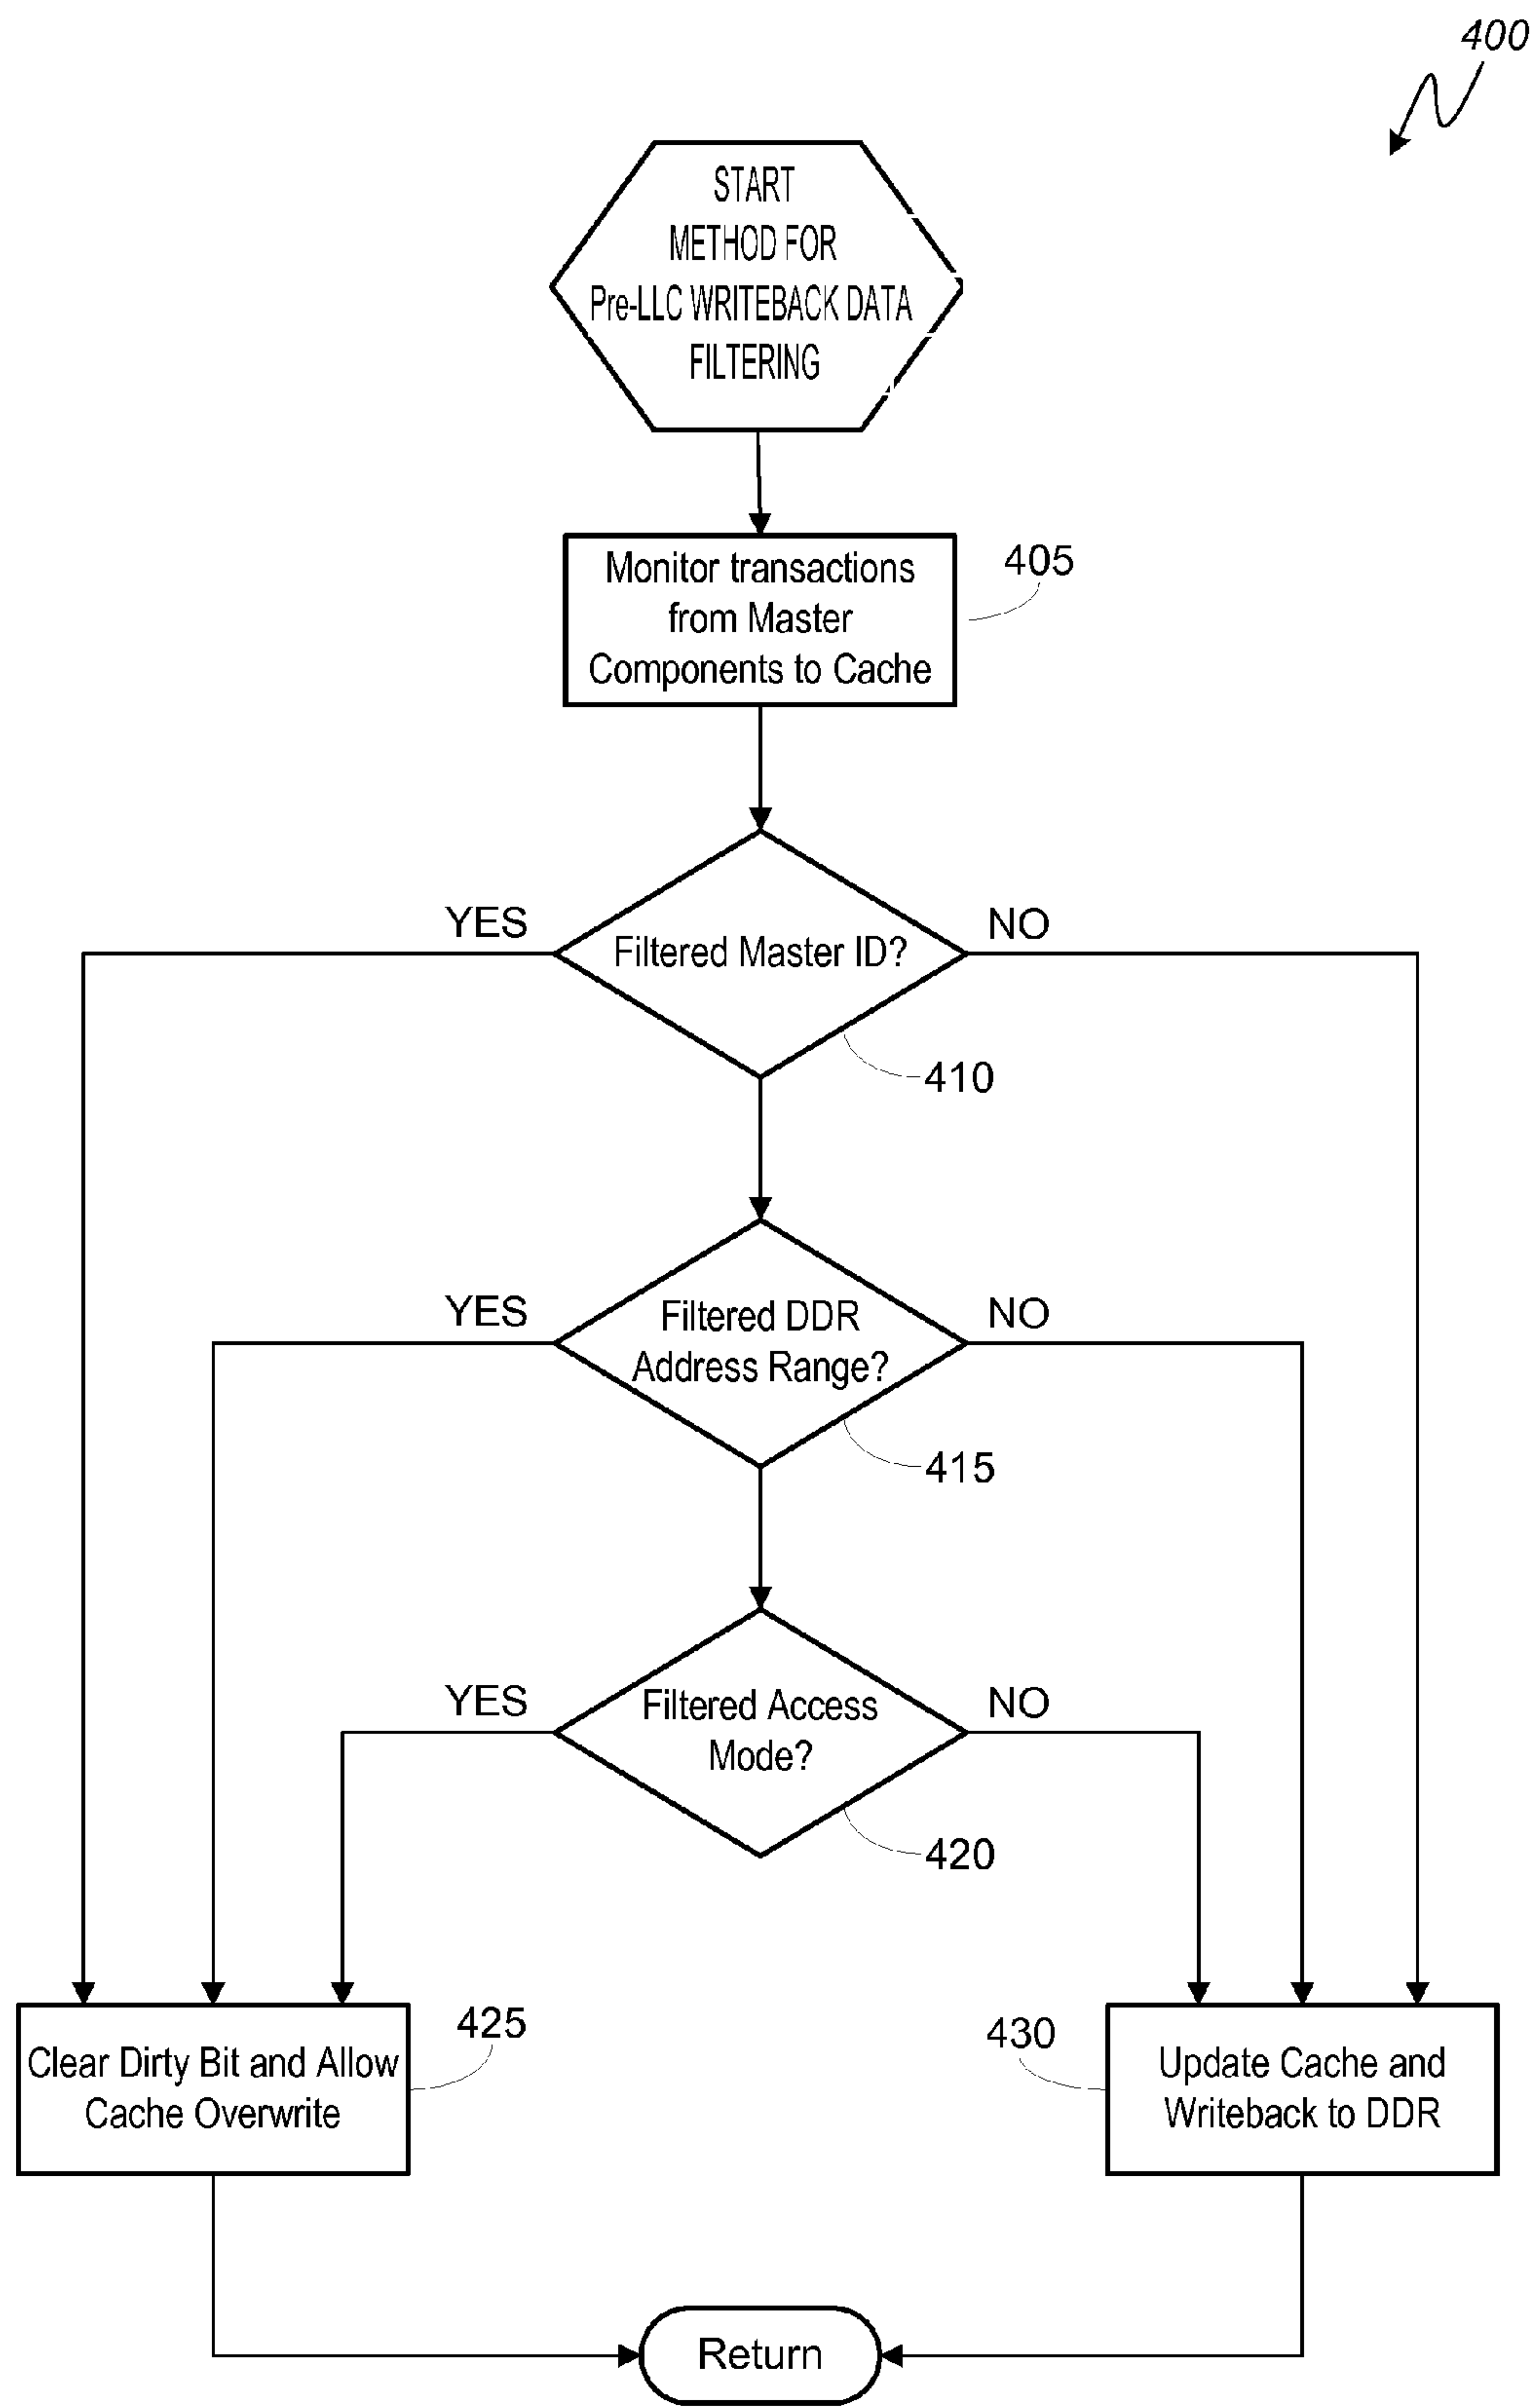 400
START
METHOD FOR
Pre-LLC WRITEBACK DATA
FILTERING
Monitor transactions
from Master
Components to Cache
405
YES
Filtered Master ID?
NO
410
YES
Filtered DDR
Address Range?
NO
415
YES
Filtered Access
Mode?
NO
420
Clear Dirty Bit and Allow
Cache Overwrite
425
430
Update Cache and
Writeback to DDR
Return